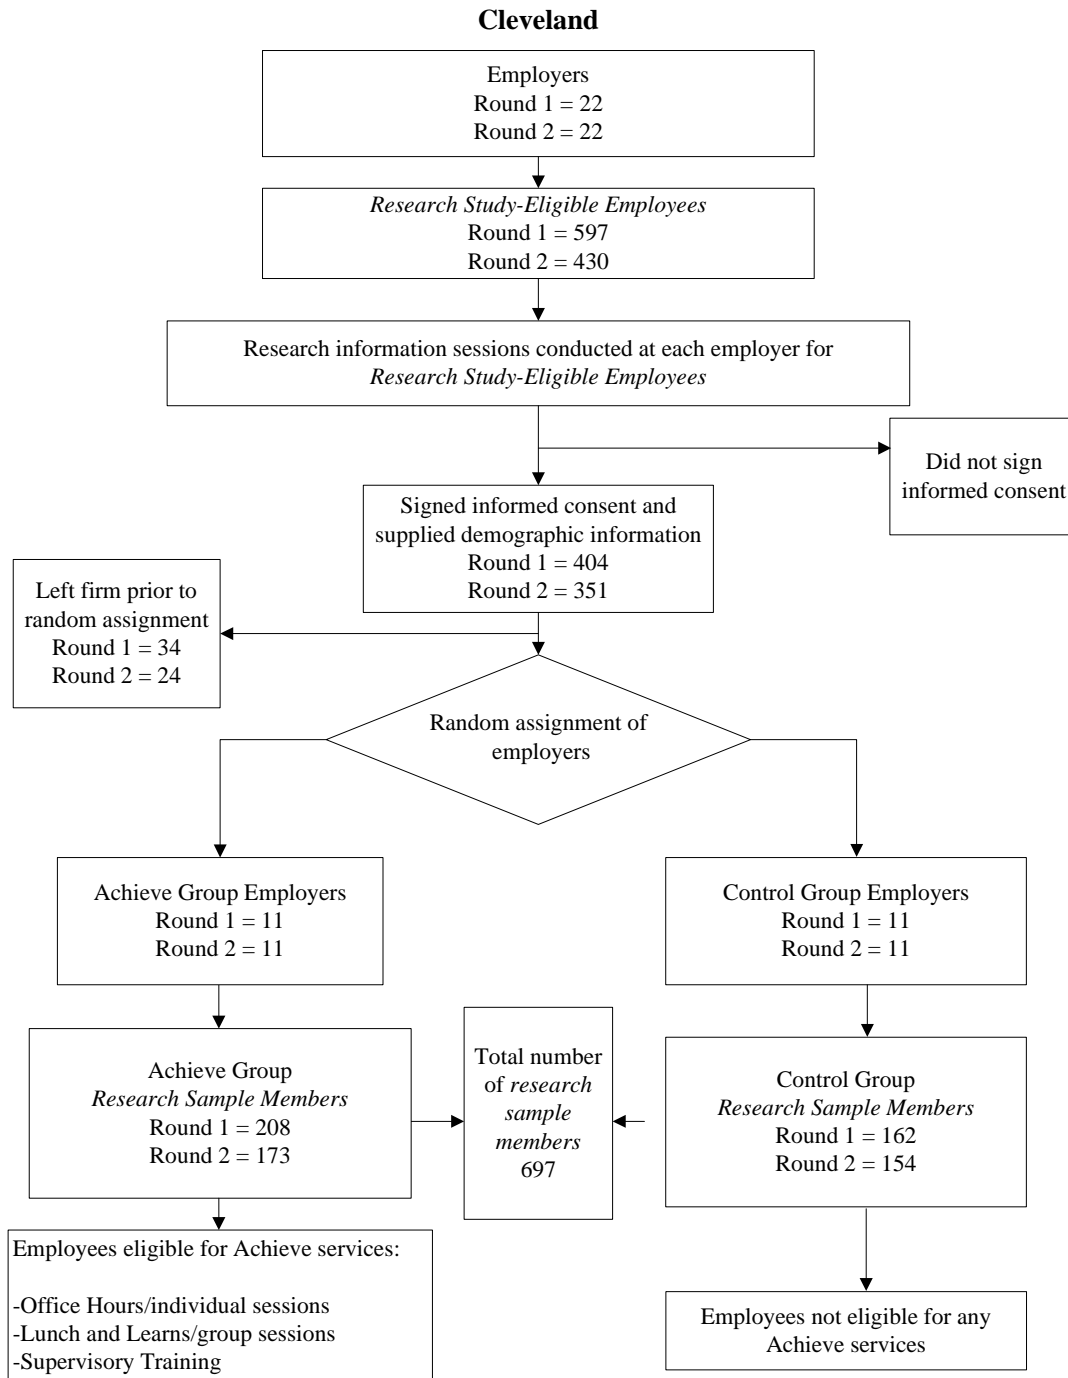 Cleveland
Employers
Round 1 = 22
Round 2 = 22
Research Study-Eligible Employees
Round 1 = 597
Round 2 = 430
Research information sessions conducted at each employer for
Research Study-Eligible Employees
Did not sign
informed consent
Signed informed consent and
supplied demographic information
Round 1 = 404
Round 2 = 351
Left firm prior to
random assignment
Round 1 = 34
Round 2 = 24
Random assignment of
employers
Achieve Group Employers
Round 1 = 11
Round 2 = 11
Control Group Employers
Round 1 = 11
Round 2 = 11
Achieve Group
Research Sample Members
Round 1 = 208
Round 2 = 173
Total number
of research
sample
members
697
Control Group
Research Sample Members
Round 1 = 162
Round 2 = 154
Employees eligible for Achieve services:
-Office Hours/individual sessions
-Lunch and Learns/group sessions
-Supervisory Training
Employees not eligible for any
Achieve services